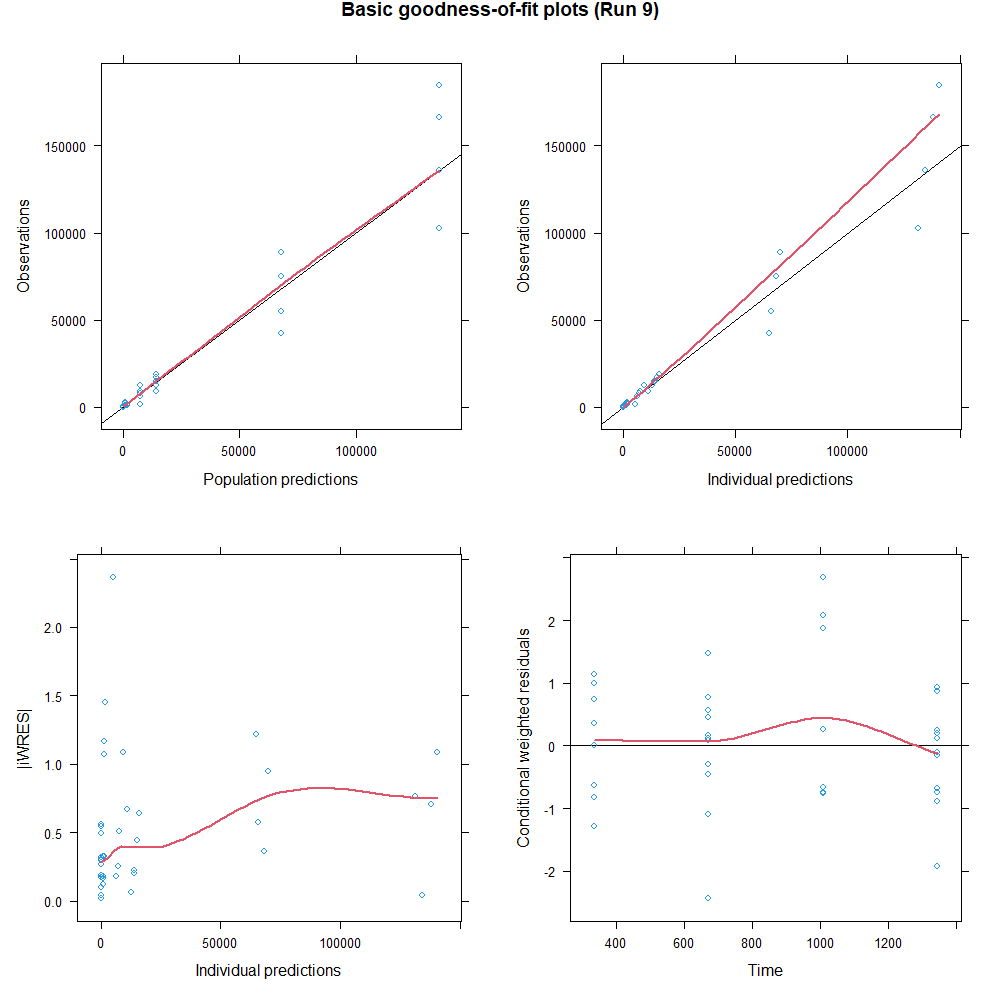 Basic goodness-of-fit plots (Run 9)
150000
100000
50000
0
Observations
0 50000 100000
Population predictions
150000
100000
50000
0
Observations
0 50000 100000
Individual predictions
2.0
1.5
1.0
0.5
0.0
|iWRES|
0 50000 100000
Individual predictions
2
1
0
-1
-2
Conditional weighted residuals
400 600 800 1000 1200
Time